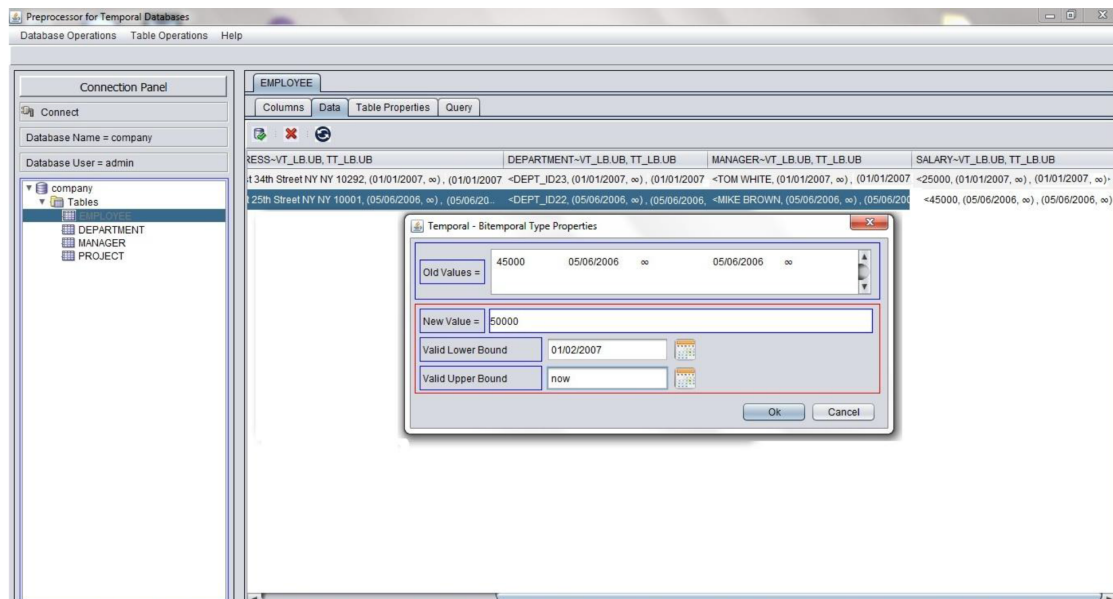 Preprocessor for Temporal Databases
Database Operations Table Operations Help
Connection Panel
Connect
Database Name = company
Database User = admin
company
Tables
EMPLOYEE
DEPARTMENT
MANAGER
PROJECT
EMPLOYEE
Columns Data Table Properties Query
RESS~VT_LB.UB, TT_LB.UB DEPARTMENT~VT_LB.UB, TT_LB.UB MANAGER~VT_LB.UB, TT_LB.UB SALARY~VT_LB.UB, TT_LB.UB
st 34th Street NY NY 10292, (01/01/2007, ∞) , (01/01/2007 <DEPT_ID23, (01/01/2007, ∞) , (01/01/2007 <TOM WHITE, (01/01/2007, ∞) , (01/01/2007 <25000, (01/01/2007, ∞) , (01/01/2007, ∞)
t 25th Street NY NY 10001, (05/06/2006, ∞) , (05/06/20... <DEPT_ID22, (05/06/2006, ∞) , (05/06/2006, <MIKE BROWN, (05/06/2006, ∞) , (05/06/200 <45000, (05/06/2006, ∞) , (05/06/2006, ∞)
Temporal - Bitemporal Type Properties
Old Values = 45000 05/06/2006 ∞ 05/06/2006 ∞
New Value = 50000
Valid Lower Bound 01/02/2007
Valid Upper Bound now
Ok Cancel